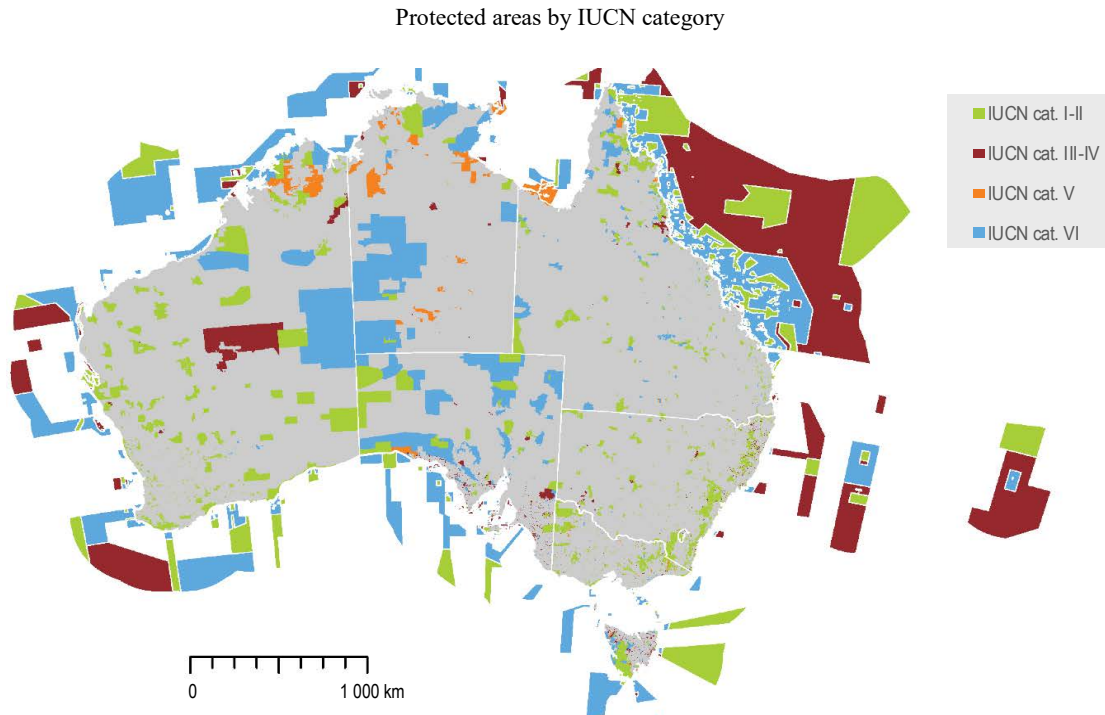 Protected areas by IUCN category
IUCN cat. I-II
IUCN cat. III-IV
IUCN cat. V
IUCN cat. VI
0 1 000 km